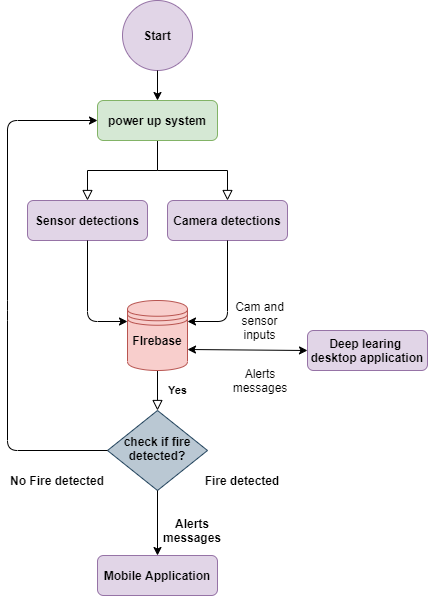 Start
power up system
Sensor detections
Camera detections
Cam and
sensor
inputs
FIrebase
Deep learing
desktop application
Alerts
messages
Yes
check if fire
detected?
No Fire detected
Fire detected
Alerts
messages
Mobile Application